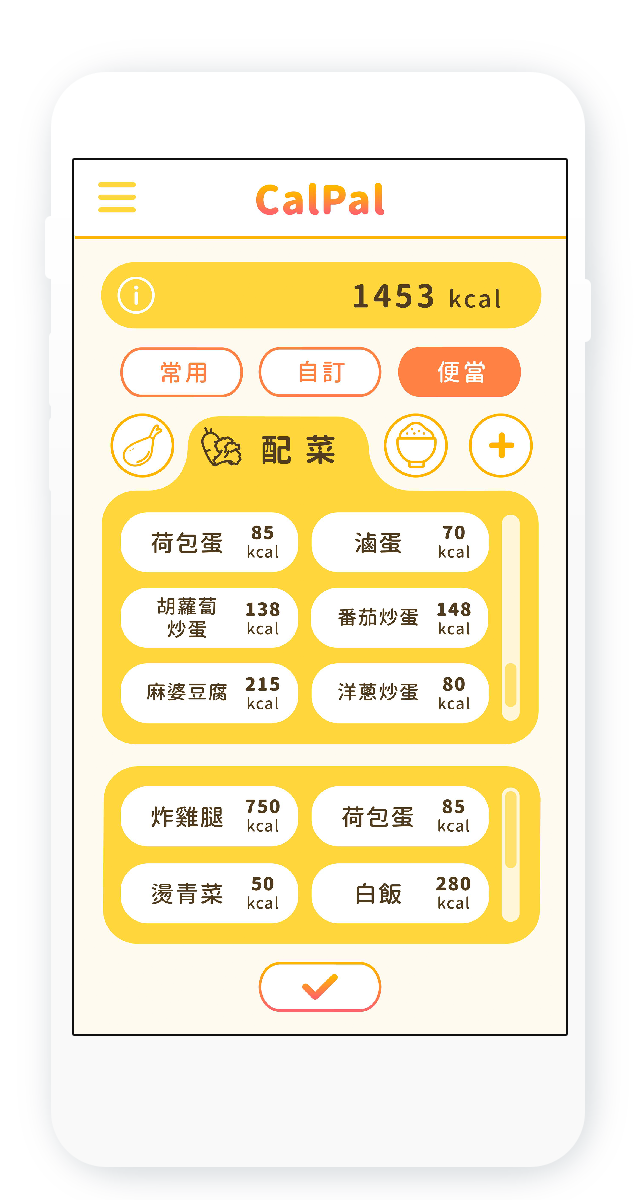 CalPal
1453 kcal
常用
自訂
便當
配菜
荷包蛋 85 kcal
滷蛋 70 kcal
胡蘿蔔
炒蛋 138 kcal
番茄炒蛋 148 kcal
麻婆豆腐 215 kcal
洋蔥炒蛋 80 kcal
炸雞腿 750 kcal
荷包蛋 85 kcal
燙青菜 50 kcal
白飯 280 kcal